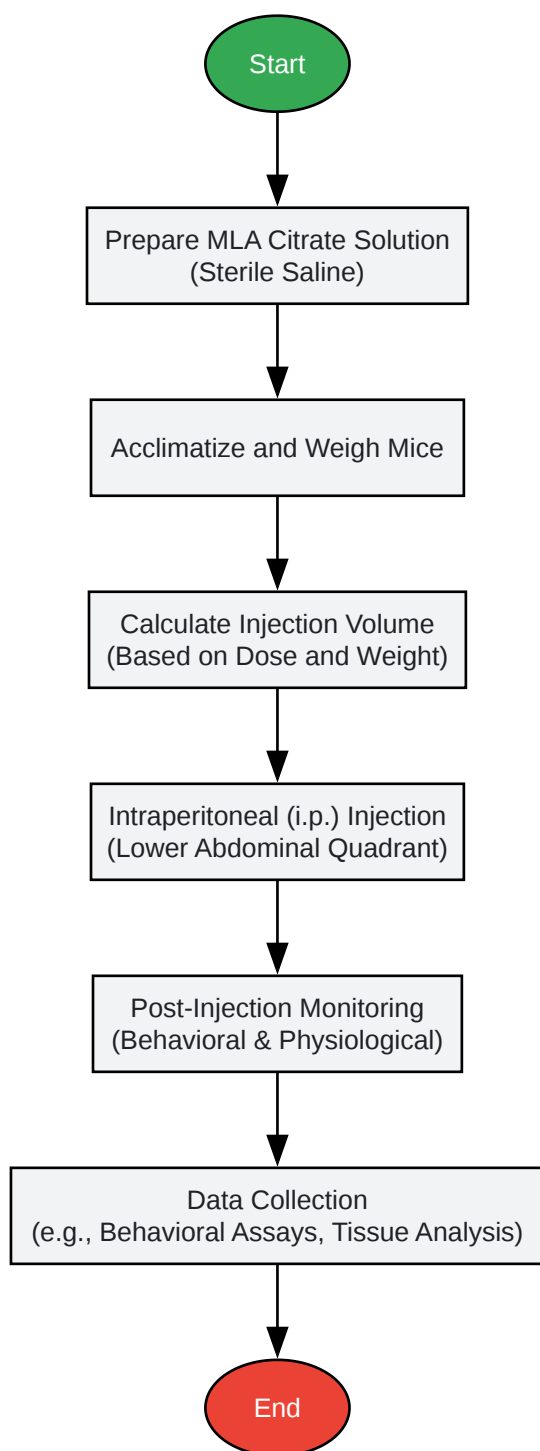 Start
Prepare MLA Citrate Solution
(Sterile Saline)
Acclimatize and Weigh Mice
Calculate Injection Volume
(Based on Dose and Weight)
Intraperitoneal (i.p.) Injection
(Lower Abdominal Quadrant)
Post-Injection Monitoring
(Behavioral & Physiological)
Data Collection
(e.g., Behavioral Assays, Tissue Analysis)
End